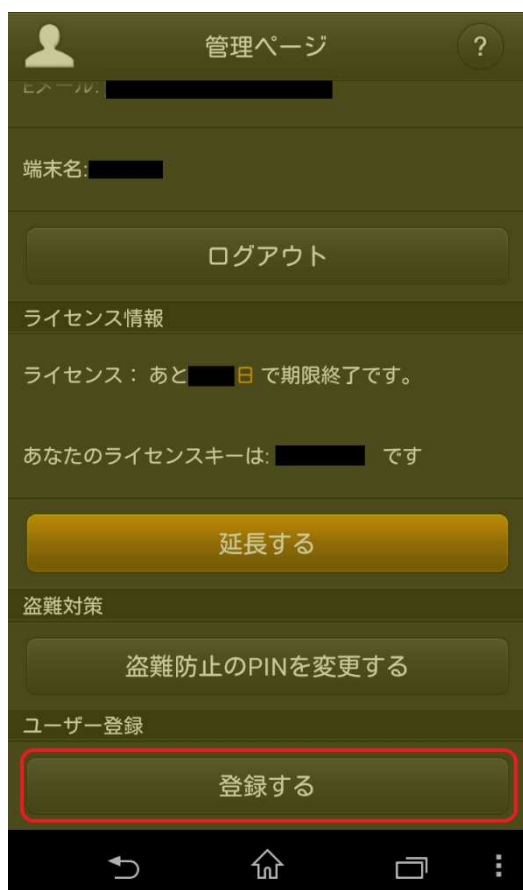 管理ページ
?
Eメール:
端末名:
ログアウト
ライセンス情報
ライセンス： あと 日 で期限終了です。
あなたのライセンスキーは: です
延長する
盗難対策
盗難防止のPINを変更する
ユーザー登録
登録する